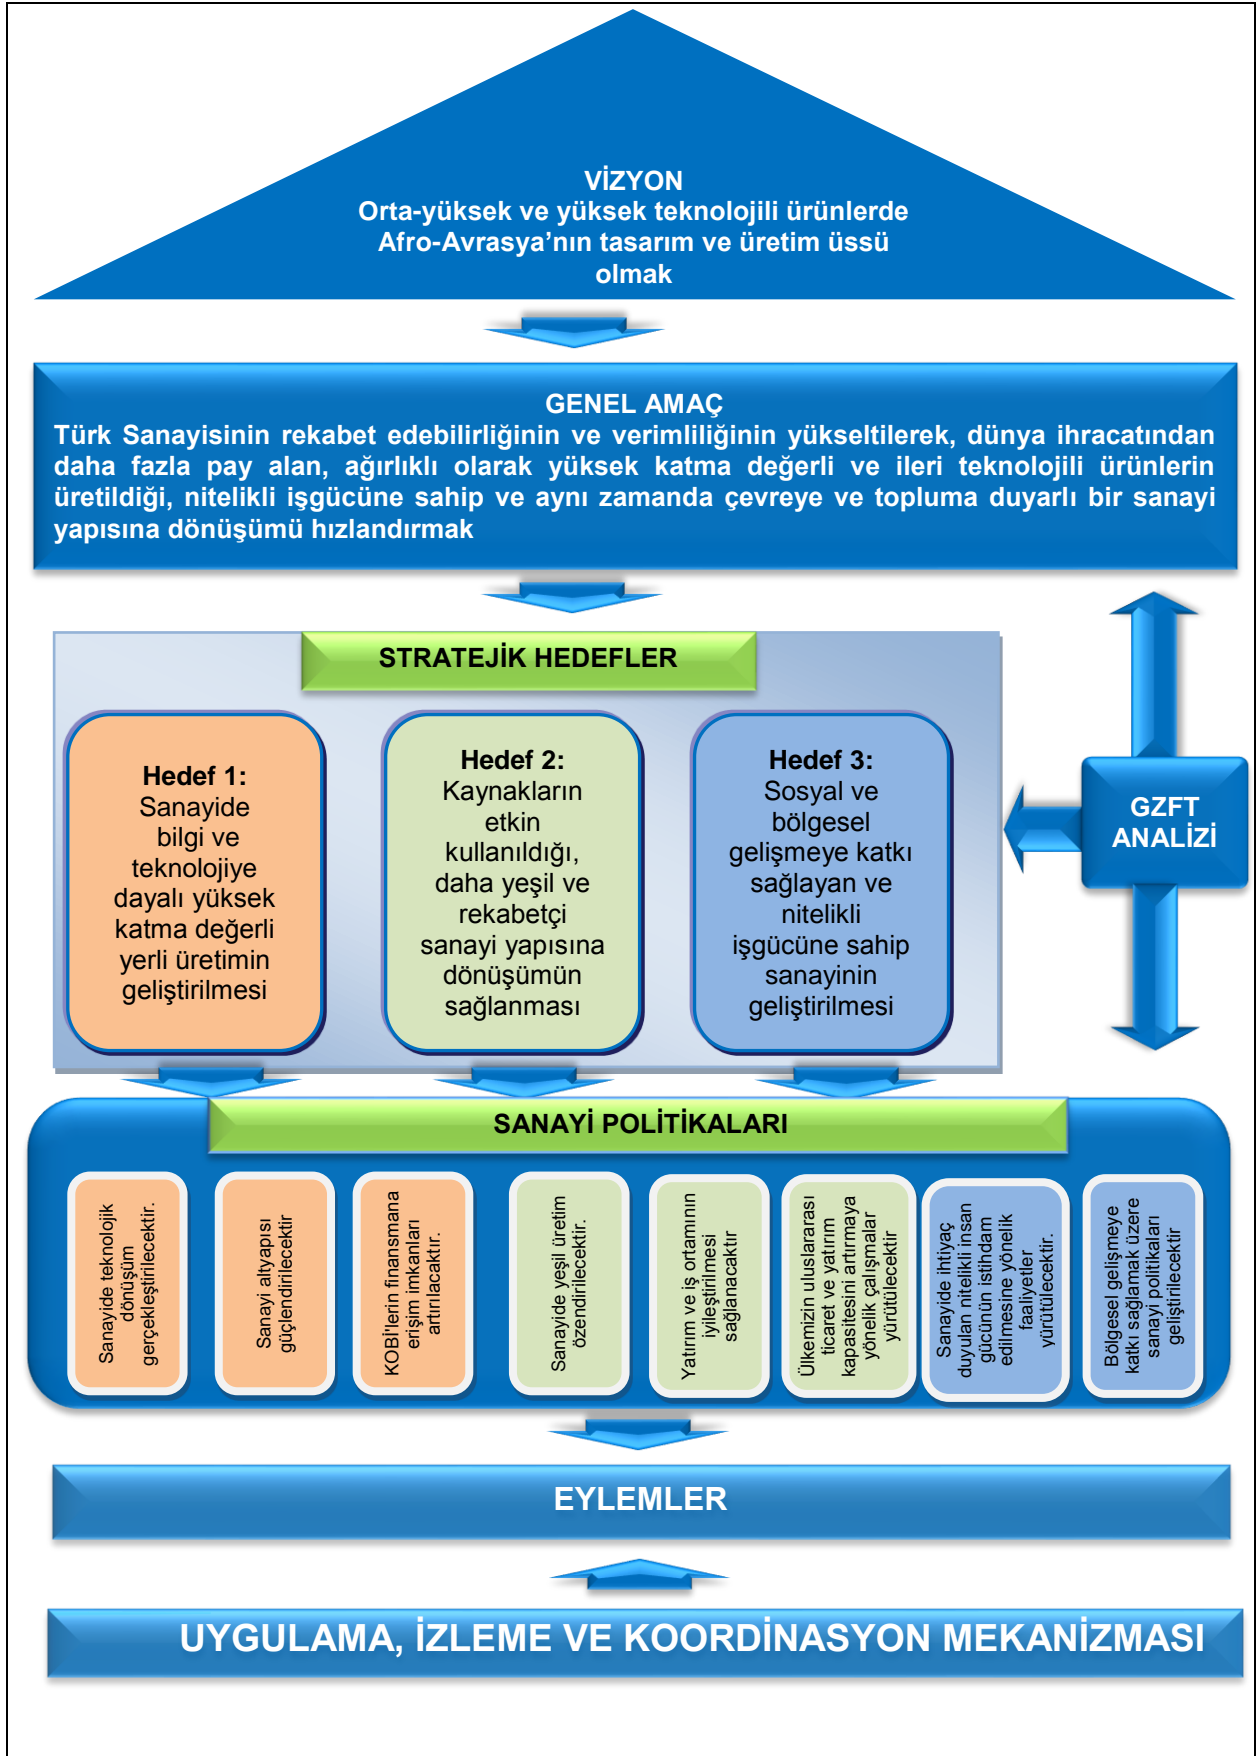 VİZYON
Orta-yüksek ve yüksek teknolojili ürünlerde
Afro-Avrasya’nın tasarım ve üretim üssü
olmak
GENEL AMAÇ
Türk Sanayisinin rekabet edebilirliğinin ve verimliliğinin yükseltilerek, dünya ihracatından
daha fazla pay alan, ağırlıklı olarak yüksek katma değerli ve ileri teknolojili ürünlerin
üretildiği, nitelikli işgücüne sahip ve aynı zamanda çevreye ve topluma duyarlı bir sanayi
yapısına dönüşümü hızlandırmak
STRATEJİK HEDEFLER
Hedef 1:
Sanayide
bilgi ve
teknolojiye
dayalı yüksek
katma değerli
yerli üretimin
geliştirilmesi
Hedef 2:
Kaynakların
etkin
kullanıldığı,
daha yeşil ve
rekabetçi
sanayi yapısına
dönüşümün
sağlanması
Hedef 3:
Sosyal ve
bölgesel
gelişmeye katkı
sağlayan ve
nitelikli
işgücüne sahip
sanayinin
geliştirilmesi
GZFT
ANALİZİ
SANAYİ POLİTİKALARI
Sanayide teknolojik
dönüşüm
gerçekleştirilecektir.
Sanayi altyapısı
güçlendirilecektir
KOBİ'lerin finansmana
erişim imkanları
artırılacaktır.
Sanayide yeşil üretim
özendirilecektir.
Yatırım ve iş ortamının
iyileştirilmesi
sağlanacaktır
Ülkemizin uluslararası
ticaret ve yatırım
kapasitesini artırmaya
yönelik çalışmalar
yürütülecektir
Sanayide ihtiyaç
duyulan nitelikli insan
gücünün istihdam
edilmesine yönelik
faaliyetler
yürütülecektir.
Bölgesel gelişmeye
katkı sağlamak üzere
sanayi politikaları
geliştirilecektir
EYLEMLER
UYGULAMA, İZLEME VE KOORDİNASYON MEKANİZMASI